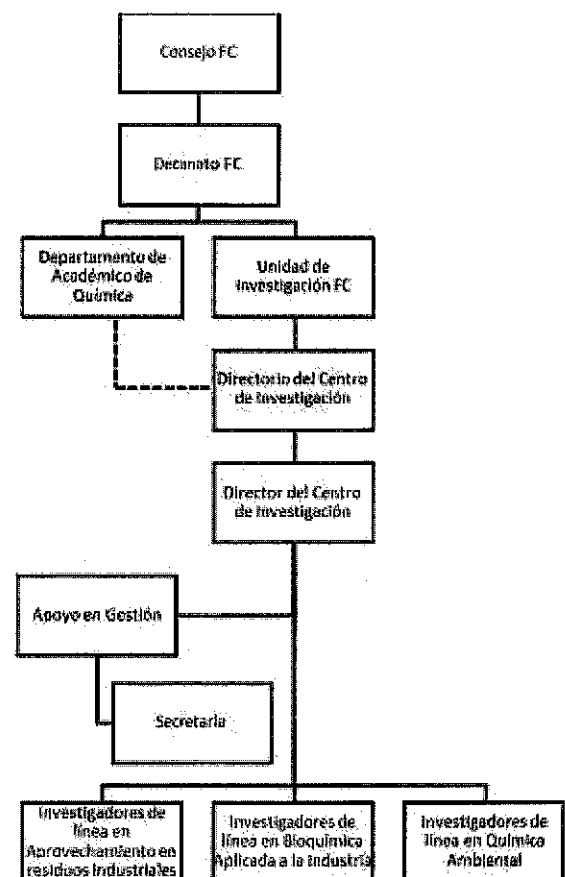 Consejo FC
Decanato FC
Departamento de
Académico de
Química
Unidad de
Investigación FC
Directorio del Centro
de Investigación
Director del Centro
de Investigación
Apoyo en Gestión
Secretaria
Investigadores de
línea en
Aprovechamiento en
residuos Industriales
Investigadores de
línea en Bioquímica
Aplicada a la Industria
Investigadores de
línea en Química
Ambiental